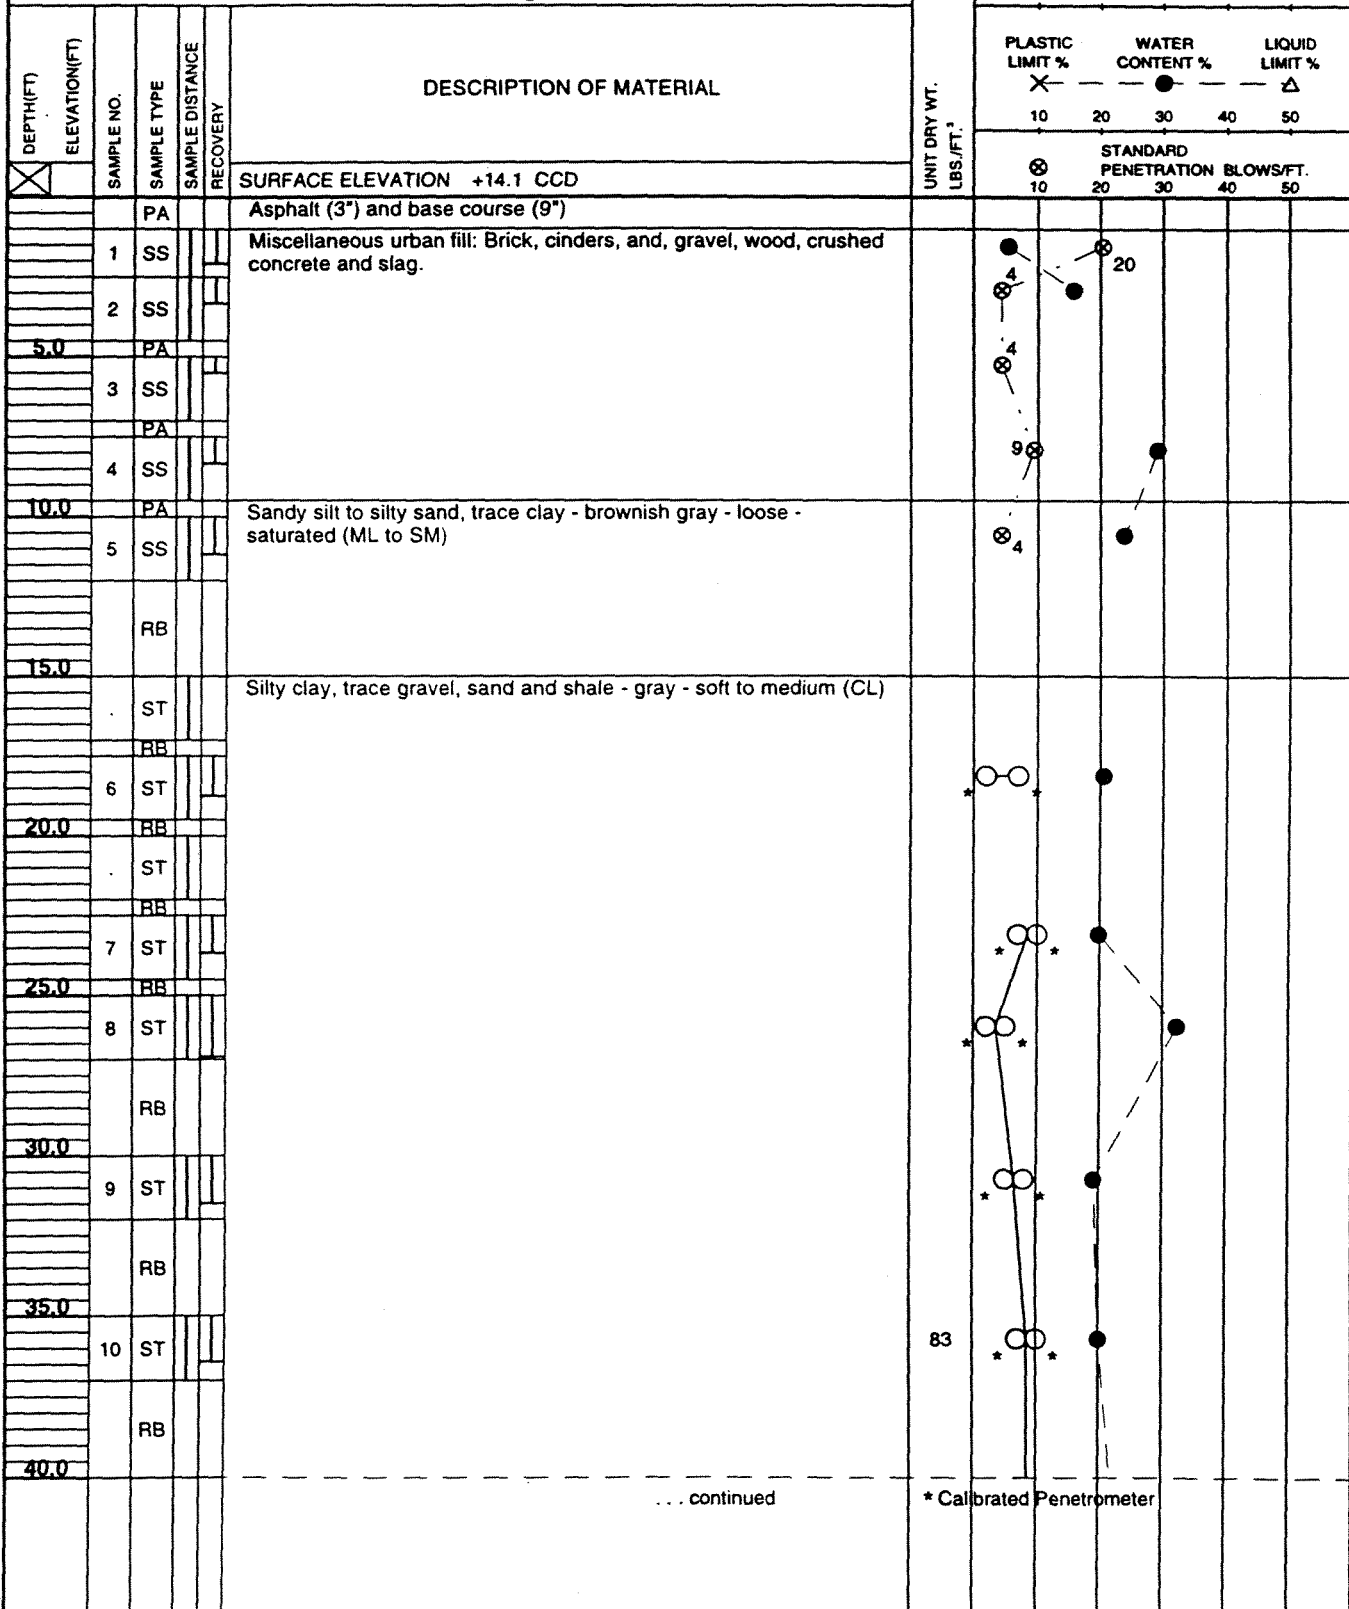 DEPTH(FT)
ELEVATION(FT)
SAMPLE NO.
SAMPLE TYPE
SAMPLE DISTANCE
RECOVERY
DESCRIPTION OF MATERIAL
UNIT DRY WT.
LBS./FT.³
PLASTIC LIMIT %
WATER CONTENT %
LIQUID LIMIT %
10 20 30 40 50
STANDARD
PENETRATION BLOWS/FT.
10 20 30 40 50
SURFACE ELEVATION +14.1 CCD
PA Asphalt (3") and base course (9")
1 SS Miscellaneous urban fill: Brick, cinders, and, gravel, wood, crushed
concrete and slag.
20
4
2 SS
5.0 PA
4
3 SS
PA
9
4 SS
10.0 PA Sandy silt to silty sand, trace clay - brownish gray - loose -
saturated (ML to SM)
5 SS
4
RB
15.0
Silty clay, trace gravel, sand and shale - gray - soft to medium (CL)
. ST
RB
6 ST
* *
20.0 RB
. ST
RB
7 ST
* *
25.0 RB
8 ST
* *
RB
30.0
9 ST
* *
RB
35.0
10 ST 83
* *
RB
40.0
... continued
* Calibrated Penetrometer